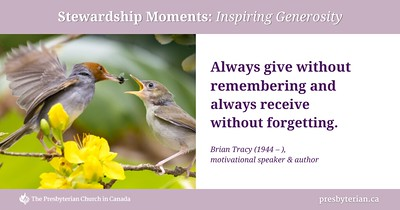 Stewardship Moments: Inspiring Generosity
Always give without
remembering and
always receive
without forgetting.
Brian Tracy (1944 – ),
motivational speaker & author
The Presbyterian Church in Canada
presbyterian.ca